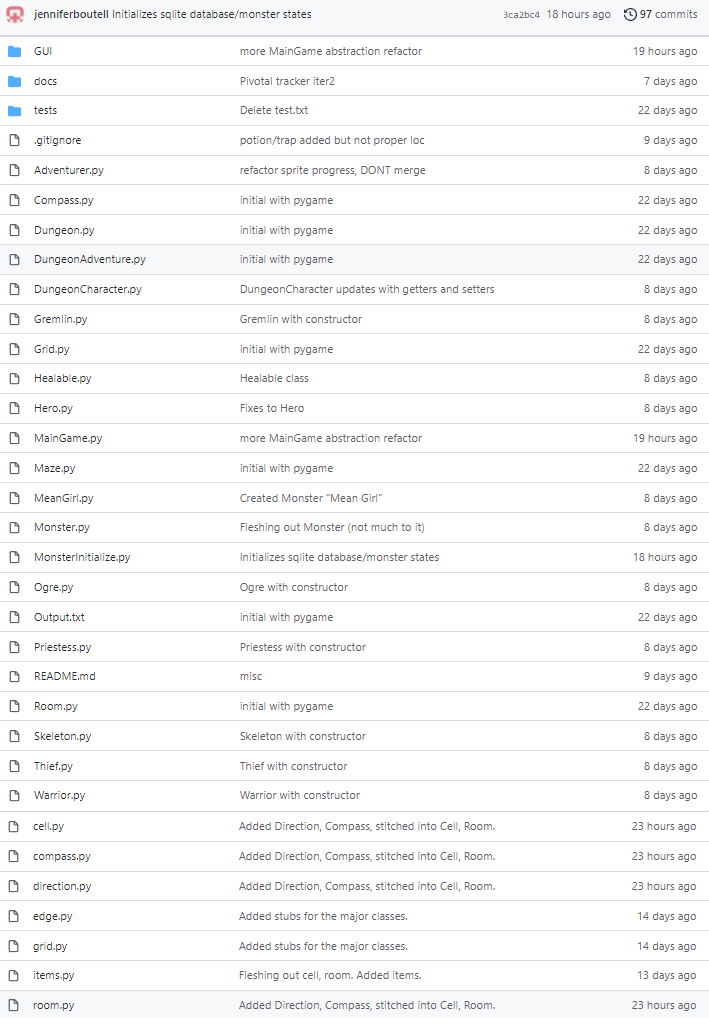 jenniferboutell Initializes sqlite database/monster states 3ca2bc4 18 hours ago 97 commits
GUI more MainGame abstraction refactor 19 hours ago
docs Pivotal tracker iter2 7 days ago
tests Delete test.txt 22 days ago
.gitignore potion/trap added but not proper loc 9 days ago
Adventurer.py refactor sprite progress, DONT merge 8 days ago
Compass.py initial with pygame 22 days ago
Dungeon.py initial with pygame 22 days ago
DungeonAdventure.py initial with pygame 22 days ago
DungeonCharacter.py DungeonCharacter updates with getters and setters 8 days ago
Gremlin.py Gremlin with constructor 8 days ago
Grid.py initial with pygame 22 days ago
Healable.py Healable class 8 days ago
Hero.py Fixes to Hero 8 days ago
MainGame.py more MainGame abstraction refactor 19 hours ago
Maze.py initial with pygame 22 days ago
MeanGirl.py Created Monster "Mean Girl" 8 days ago
Monster.py Fleshing out Monster (not much to it) 8 days ago
MonsterInitialize.py Initializes sqlite database/monster states 18 hours ago
Ogre.py Ogre with constructor 8 days ago
Output.txt initial with pygame 22 days ago
Priestess.py Priestess with constructor 8 days ago
README.md misc 9 days ago
Room.py initial with pygame 22 days ago
Skeleton.py Skeleton with constructor 8 days ago
Thief.py Thief with constructor 8 days ago
Warrior.py Warrior with constructor 8 days ago
cell.py Added Direction, Compass, stitched into Cell, Room. 23 hours ago
compass.py Added Direction, Compass, stitched into Cell, Room. 23 hours ago
direction.py Added Direction, Compass, stitched into Cell, Room. 23 hours ago
edge.py Added stubs for the major classes. 14 days ago
grid.py Added stubs for the major classes. 14 days ago
items.py Fleshing out cell, room. Added items. 13 days ago
room.py Added Direction, Compass, stitched into Cell, Room. 23 hours ago